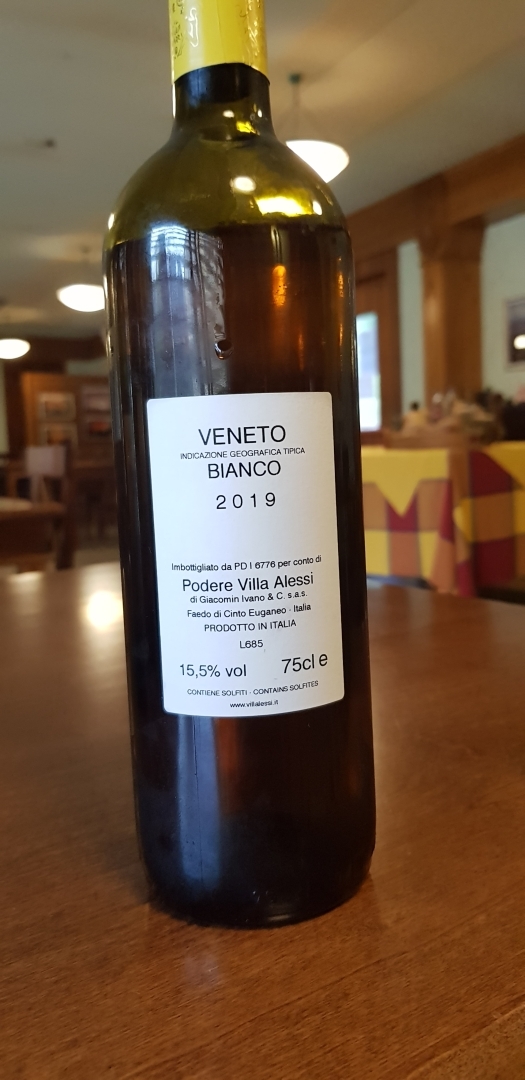 VENETO
INDICAZIONE GEOGRAFICA TIPICA
BIANCO
2019
Imbottigliato da PD I 6776 per conto di
Podere Villa Alessi
di Giacomin Ivano & C. s.a.s.
Faedo di Cinto Euganeo - Italia
PRODOTTO IN ITALIA
L685
15,5% vol 75cl e
CONTIENE SOLFITI - CONTAINS SOLFITES
www.villalessi.it